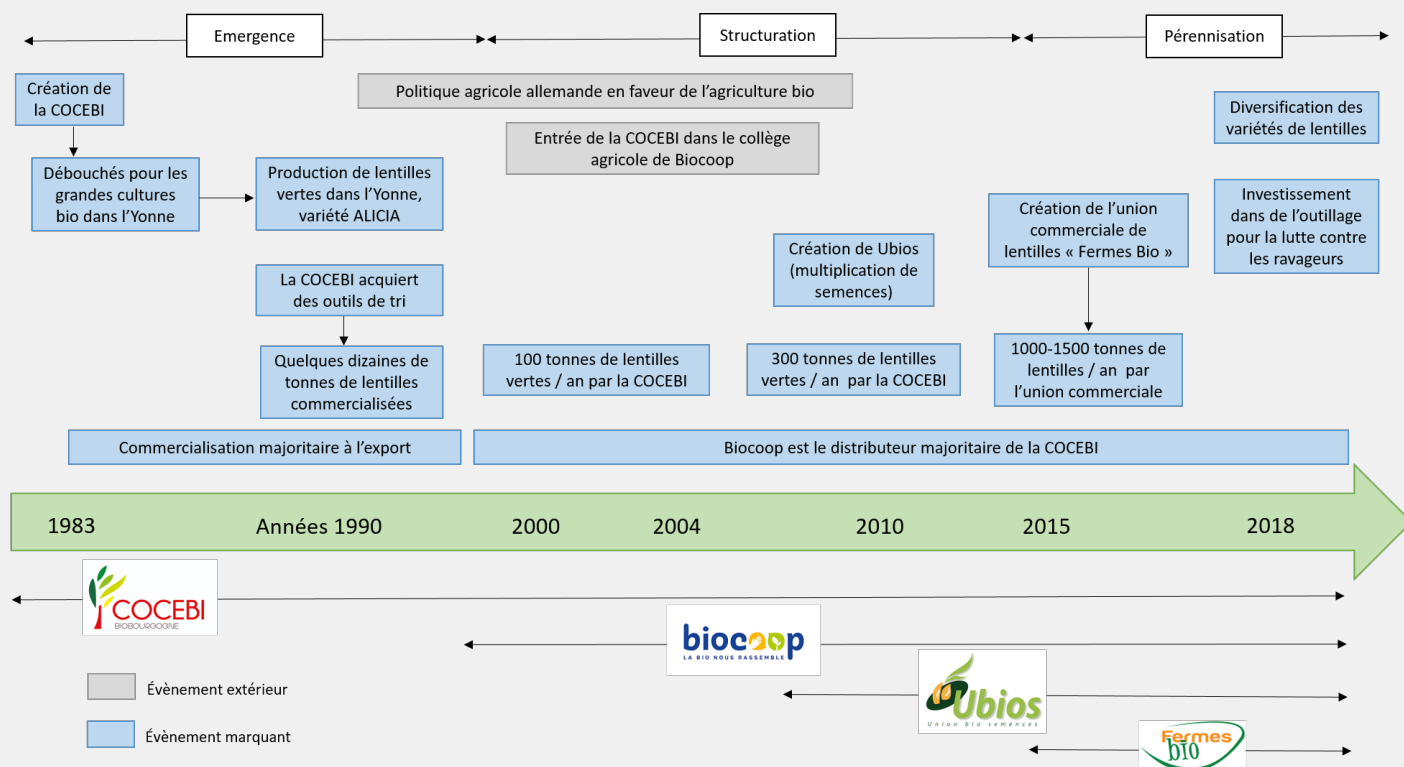 Emergence
Structuration
Pérennisation
Création de
la COCEBI
Politique agricole allemande en faveur de l’agriculture bio
Diversification des
variétés de lentilles
Entrée de la COCEBI dans le collège
agricole de Biocoop
Débouchés pour les
grandes cultures
bio dans l’Yonne
Production de lentilles
vertes dans l’Yonne,
variété ALICIA
Création de l’union
commerciale de
lentilles « Fermes Bio »
Investissement
dans de l’outillage
pour la lutte contre
les ravageurs
Création de Ubios
(multiplication de
semences)
La COCEBI acquiert
des outils de tri
Quelques dizaines de
tonnes de lentilles
commercialisées
100 tonnes de lentilles
vertes / an par la COCEBI
300 tonnes de lentilles
vertes / an  par la COCEBI
1000-1500 tonnes de
lentilles / an  par
l’union commerciale
Commercialisation majoritaire à l’export
Biocoop est le distributeur majoritaire de la COCEBI
1983
Années 1990
2000
2004
2010
2015
2018
COCEBI
BIOBOURGOGNE
biocoop
LA BIO NOUS RASSEMBLE
Ubios
Union bio semences
Fermes
bio
Évènement extérieur
Évènement marquant